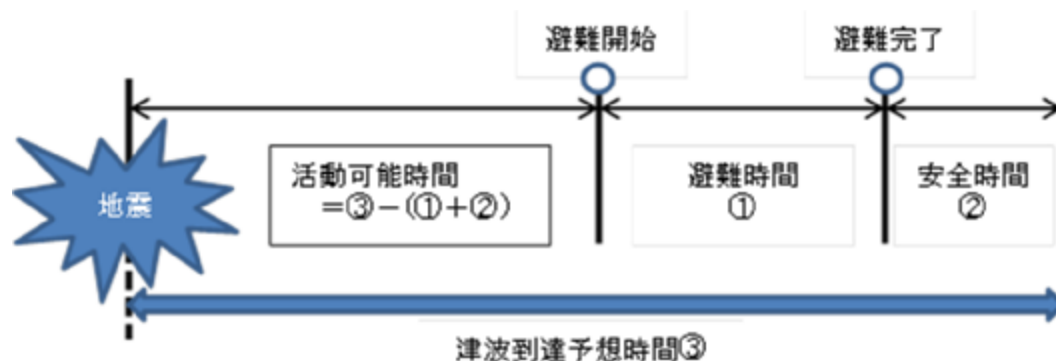 避難開始
避難完了
地震
活動可能時間
=③-(①+②)
避難時間
①
安全時間
②
津波到達予想時間③